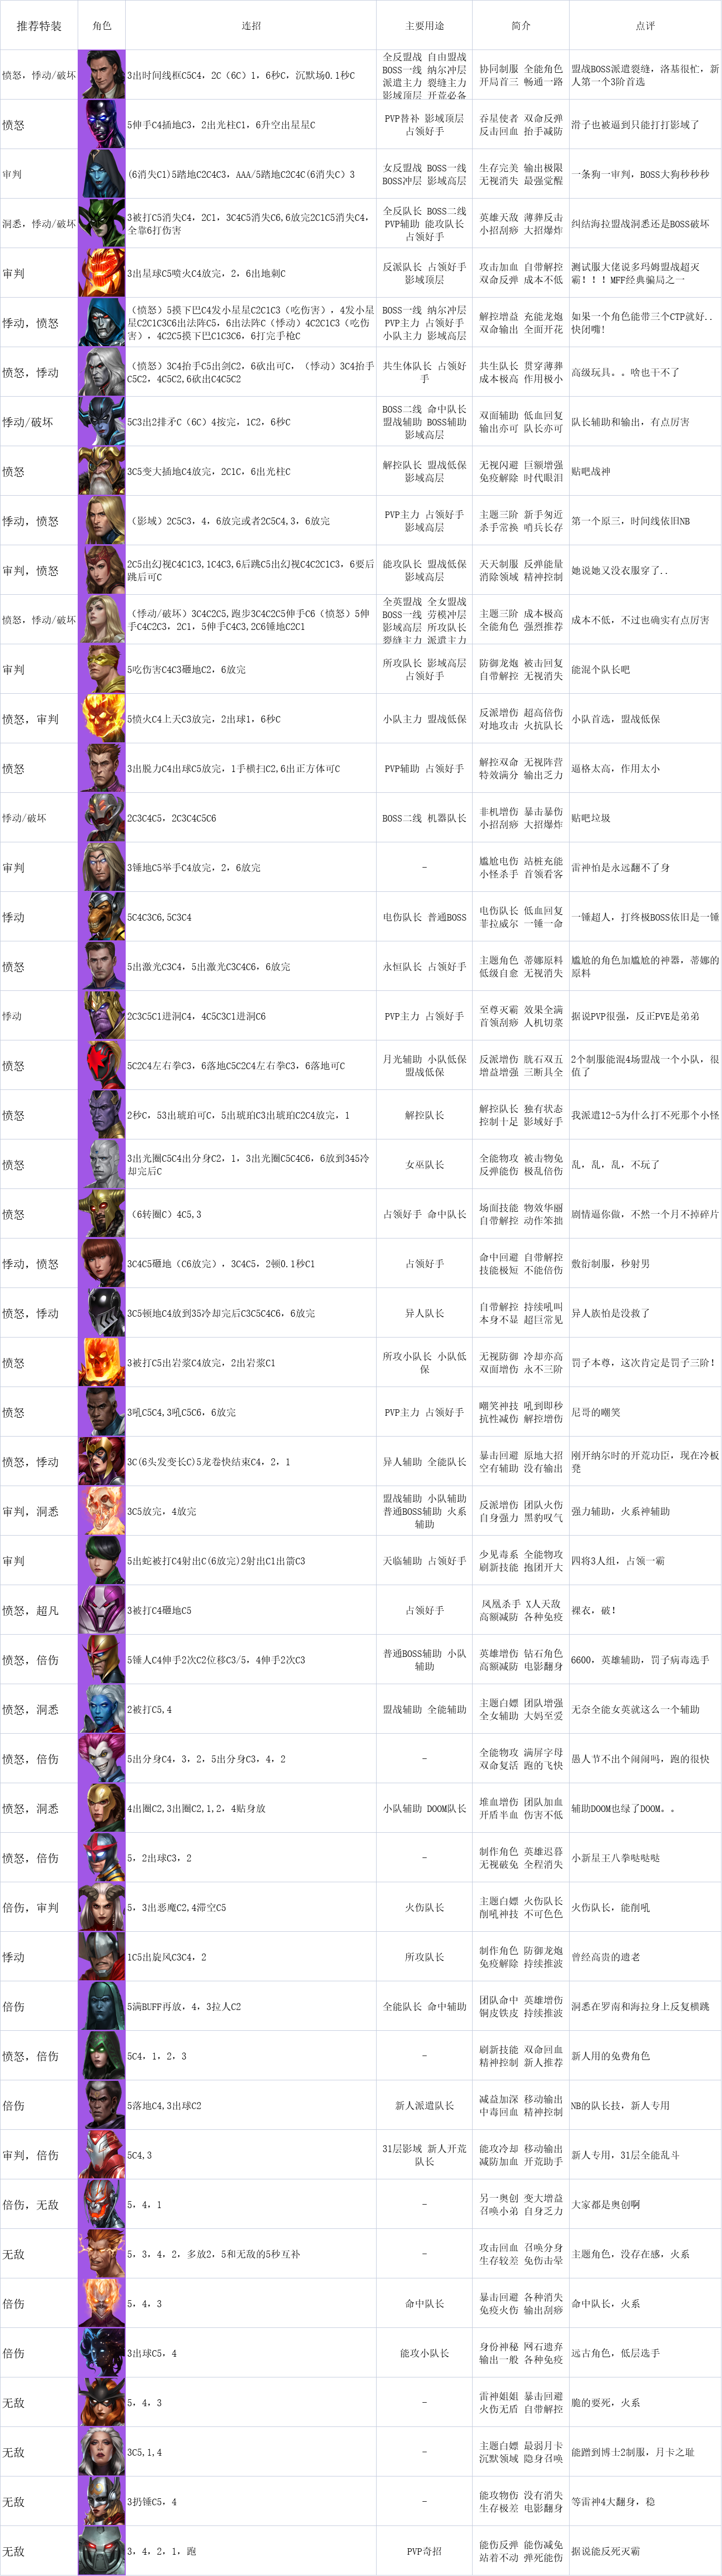 推荐特装 角色 连招 主要用途 简介 点评
愤怒，悸动/破坏 3出时间线框C5C4，2C（6C）1，6秒C，沉默场0.1秒C 全反盟战 自由盟战 BOSS一线 纳尔冲层 派遣主力 裂缝主力 影域顶层 开荒必备 协同制服 全能角色 开局首三 畅通一路 盟战BOSS派遣裂缝，洛基很忙，新人第一个3阶首选
愤怒 5伸手C4插地C3，2出光柱C1，6升空出星星C PVP替补 影域顶层 占领好手 吞星使者 双命反伤 反击回血 抬手减防 滑子也被逼到只能打打影域了
审判 (6消失C1)5踏地C2C4C3，AAA/5踏地C2C4C(6消失C）3 女反盟战 BOSS一线 BOSS冲层 影域高层 生存完美 输出极限 无视消失 最强觉醒 一条狗一审判，BOSS大狗秒秒秒
洞悉，悸动/破坏 3被打C5消失C4，2C1，3C4C5消失C6,6放完2C1C5消失C4，全靠6打伤害 全反队长 BOSS二线 PVP辅助 能攻队长 占领好手 英雄天敌 薄葬反击 小招刮痧 大招爆炸 纠结海拉盟战洞悉还是BOSS破坏
审判 3出星球C5喷火C4放完，2，6出地刺C 反派队长 占领好手 影域顶层 攻击加血 自带解控 双命反弹 成本不低 测试服大佬说多玛姆盟战超灭霸！！！MFF经典骗局之一
悸动，愤怒 （愤怒）5摸下巴C4发小星星C2C1C3（吃伤害），4发小星星C2C1C3C6出法阵C5，6出法阵C（悸动）4C2C1C3（吃伤害），4C2C5摸下巴C1C3C6，6打完手枪C BOSS一线 纳尔冲层 PVP主力 占领好手 小队主力 影域高层 解控增益 充能龙炮 双命输出 全面开花 如果一个角色能带三个CTP就好..快闭嘴!
愤怒，悸动 （愤怒）3C4抬手C5出剑C2，6砍出可C，（悸动）3C4抬手C5C2，4C5C2,6砍出C4C5C2 共生体队长 占领好手 共生队长 贯穿薄葬 成本极高 作用极小 高级玩具。。啥也干不了
悸动/破坏 5C3出2排矛C（6C）4按完，1C2，6秒C BOSS二线 命中队长 盟战辅助 BOSS辅助 影域高层 双面辅助 低血回复 输出亦可 队长亦可 队长辅助和输出，有点厉害
愤怒 3C5变大插地C4放完，2C1C，6出光柱C 解控队长 盟战低保 影域高层 无视闪避 巨额增强 免疫解除 时代眼泪 贴吧战神
悸动，愤怒 （影域）2C5C3，4，6放完或者2C5C4,3，6放完 PVP主力 占领好手 影域高层 主题三阶 新手匆近 杀手常换 哨兵长存 第一个原三，时间线依旧NB
审判，愤怒 2C5出幻视C4C1C3,1C4C3,6后跳C5出幻视C4C2C1C3，6要后跳后可C 能攻队长 盟战低保 影域高层 天天制服 反弹能量 消除领域 精神控制 她说她又没衣服穿了..
愤怒，悸动/破坏 （悸动/破坏）3C4C2C5,跑步3C4C2C5伸手C6（愤怒）5伸手C4C2C3，2C1，5伸手C4C3,2C6锤地C2C1 全英盟战 全女盟战 BOSS一线 劳模冲层 影域高层 所攻队长 裂缝主力 派遣主力 主题三阶 成本极高 全能角色 强烈推荐 成本不低，不过也确实有点厉害
审判 5吃伤害C4C3砸地C2，6放完 所攻队长 影域高层 占领好手 防御龙炮 被击回复 自带解控 无视消失 能混个队长吧
愤怒，审判 5愤火C4上天C3放完，2出球1，6秒C 小队主力 盟战低保 反派增伤 超高倍伤 对地攻击 火抗队长 小队首选，盟战低保
愤怒 3出脱力C4出球C5放完，1手横扫C2,6出正方体可C PVP辅助 占领好手 解控双命 无视阵营 特效满分 输出乏力 逼格太高，作用太小
悸动/破坏 2C3C4C5，2C3C4C5C6 BOSS二线 机器队长 非机增伤 暴击暴伤 小招刮痧 大招爆炸 贴吧垃圾
审判 3锤地C5举手C4放完，2，6放完 - 尴尬电伤 站桩充能 小怪杀手 首领看客 雷神怕是永远翻不了身
悸动 5C4C3C6,5C3C4 电伤队长 普通BOSS 电伤队长 低血回复 菲拉威尔 一锤一命 一锤超人，打终极BOSS依旧是一锤
愤怒 5出激光C3C4，5出激光C3C4C6，6放完 永恒队长 占领好手 主题角色 蒂娜原料 低级自愈 无视消失 尴尬的角色加尴尬的神器，蒂娜的原料
悸动 2C3C5C1进洞C4，4C5C3C1进洞C6 PVP主力 占领好手 至尊灭霸 效果全满 首领刮痧 人机切菜 据说PVP很强，反正PVE是弟弟
愤怒 5C2C4左右拳C3，6落地C5C2C4左右拳C3，6落地可C 月光辅助 小队低保 盟战低保 反派增伤 胱石双五 增益增强 三断具全 2个制服能混4场盟战一个小队，很值了
愤怒 2秒C，53出琥珀可C，5出琥珀C3出琥珀C2C4放完，1 解控队长 解控队长 独有状态 控制十足 影域好手 我派遣12-5为什么打不死那个小怪
愤怒 3出光圈C5C4出分身C2，1，3出光圈C5C4C6，6放到345冷却完后C 女巫队长 全能物攻 被击物免 反弹能伤 极乱倍伤 乱，乱，乱，不玩了
愤怒 （6转圈C）4C5,3 占领好手 命中队长 场面技能 物效华丽 自带解控 动作笨拙 剧情逼你做，不然一个月不掉碎片
悸动，愤怒 3C4C5砸地（C6放完），3C4C5，2顿0.1秒C1 占领好手 命中回避 自带解控 技能极短 不能倍伤 敷衍制服，秒射男
愤怒，悸动 3C5顿地C4放到35冷却完后C3C5C4C6，6放完 异人队长 自带解控 持续吼叫 本身不显 超巨常见 异人族怕是没救了
愤怒 3被打C5出岩浆C4放完，2出岩浆C1 所攻小队长 小队低保 无视防御 冷却亦高 双面增伤 永不三阶 罚子本尊，这次肯定是罚子三阶!
愤怒 3吼C5C4,3吼C5C6，6放完 PVP主力 占领好手 嘲笑神技 吼到即秒 抗性减伤 解控增伤 尼哥的嘲笑
愤怒，悸动 3C(6头发变长C)5龙卷快结束C4，2，1 异人辅助 全能队长 暴击回避 原地大招 空有辅助 没有输出 刚开纳尔时的开荒功臣，现在冷板凳
审判，洞悉 3C5放完，4放完 盟战辅助 小队辅助 普通BOSS辅助 火系辅助 反派增伤 团队火伤 自身强力 黑豹叹气 强力辅助，火系神辅助
审判 5出蛇被打C4射出C(6放完)2射出C1出箭C3 天临辅助 占领好手 少见毒系 全能物攻 刷新技能 抱团开大 四将3人组，占领一霸
愤怒，超凡 3被打C4砸地C5 占领好手 凤凰杀手 X人天敌 高额减防 各种免疫 裸衣，破!
愤怒，倍伤 5锤人C4伸手2次C2位移C3/5，4伸手2次C3 普通BOSS辅助 小队辅助 英雄增伤 钻石角色 高额减防 电影翻身 6600，英雄辅助，罚子病毒选手
愤怒，洞悉 2被打C5,4 盟战辅助 全能辅助 主题白嫖 团队增强 全女辅助 大妈至爱 无奈全能女英就这么一个辅助
愤怒，倍伤 5出分身C4，3，2，5出分身C3，4，2 - 全能物攻 满屏字母 双命复活 跑的飞快 愚人节不出个闹闹吗，跑的很快
愤怒，洞悉 4出圈C2,3出圈C2,1,2，4贴身放 小队辅助 DOOM队长 堆血增伤 团队加血 开盾半血 伤害不低 辅助DOOM也绿了DOOM。。
愤怒，倍伤 5，2出球C3，2 - 制作角色 英雄迟暮 无视破免 全程消失 小新星王八拳哒哒哒
倍伤，审判 5，3出恶魔C2,4滞空C5 火伤队长 主题白嫖 火伤队长 削吼神技 不可色色 火伤队长，能削吼
悸动 1C5出旋风C3C4，2 所攻队长 制作角色 防御龙炮 免疫解除 持续推波 曾经高贵的遗老
倍伤 5满BUFF再放，4，3拉人C2 全能队长 命中辅助 团队命中 英雄增伤 铜皮铁皮 持续推波 洞悉在罗南和海拉身上反复横跳
愤怒，倍伤 5C4，1，2，3 - 刷新技能 双命回血 精神控制 新人推荐 新人用的免费角色
倍伤 5落地C4,3出球C2 新人派遣队长 减益加深 移动输出 中毒回血 精神控制 NB的队长技，新人专用
审判，倍伤 5C4,3 31层影域 新人开荒队长 能攻冷却 移动输出 减防加血 开荒助手 新人专用，31层全能乱斗
倍伤，无敌 5，4，1 - 另一奥创 变大增益 召唤小弟 自身乏力 大家都是奥创啊
无敌 5，3，4，2，多放2，5和无敌的5秒互补 - 攻击回血 召唤分身 生存较差 免伤击晕 主题角色，没存在感，火系
倍伤 5，4，3 命中队长 暴击回避 各种消失 免疫火伤 输出刮痧 命中队长，火系
倍伤 3出球C5，4 能攻小队长 身份神秘 网石遗弃 输出一般 各种免疫 远古角色，低层选手
无敌 5，4，3 - 雷神姐姐 暴击回避 火伤无盾 自带解控 脆的要死，火系
无敌 3C5,1,4 - 主题白嫖 最弱月卡 沉默领域 隐身召唤 能蹭到博士2制服，月卡之耻
无敌 3扔锤C5，4 - 能攻物伤 没有消失 生存极差 电影翻身 等雷神4大翻身，稳
无敌 3，4，2，1，跑 PVP奇招 能伤反弹 能伤减免 站着不动 弹死能伤 据说能反死灭霸